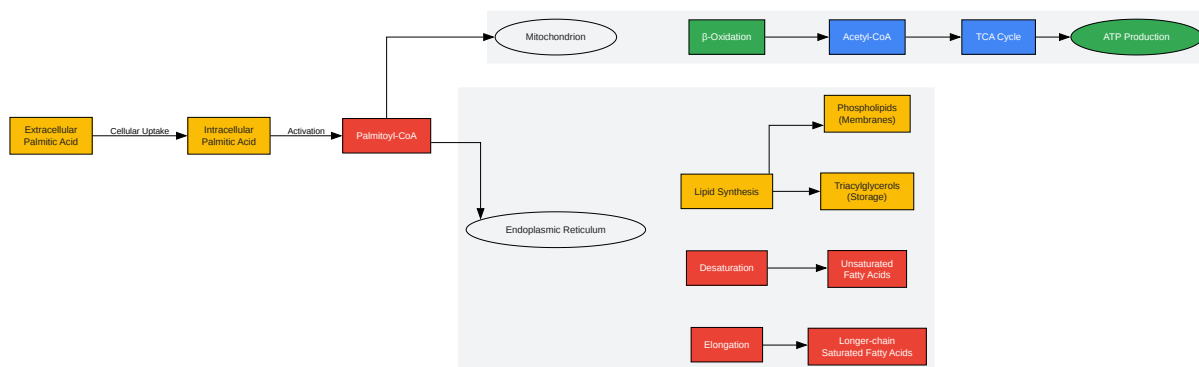 Mitochondrion
β-Oxidation
Acetyl-CoA
TCA Cycle
ATP Production
Extracellular
Palmitic Acid
Cellular Uptake
Intracellular
Palmitic Acid
Activation
Palmitoyl-CoA
Endoplasmic Reticulum
Lipid Synthesis
Phospholipids
(Membranes)
Triacylglycerols
(Storage)
Desaturation
Unsaturated
Fatty Acids
Elongation
Longer-chain
Saturated Fatty Acids